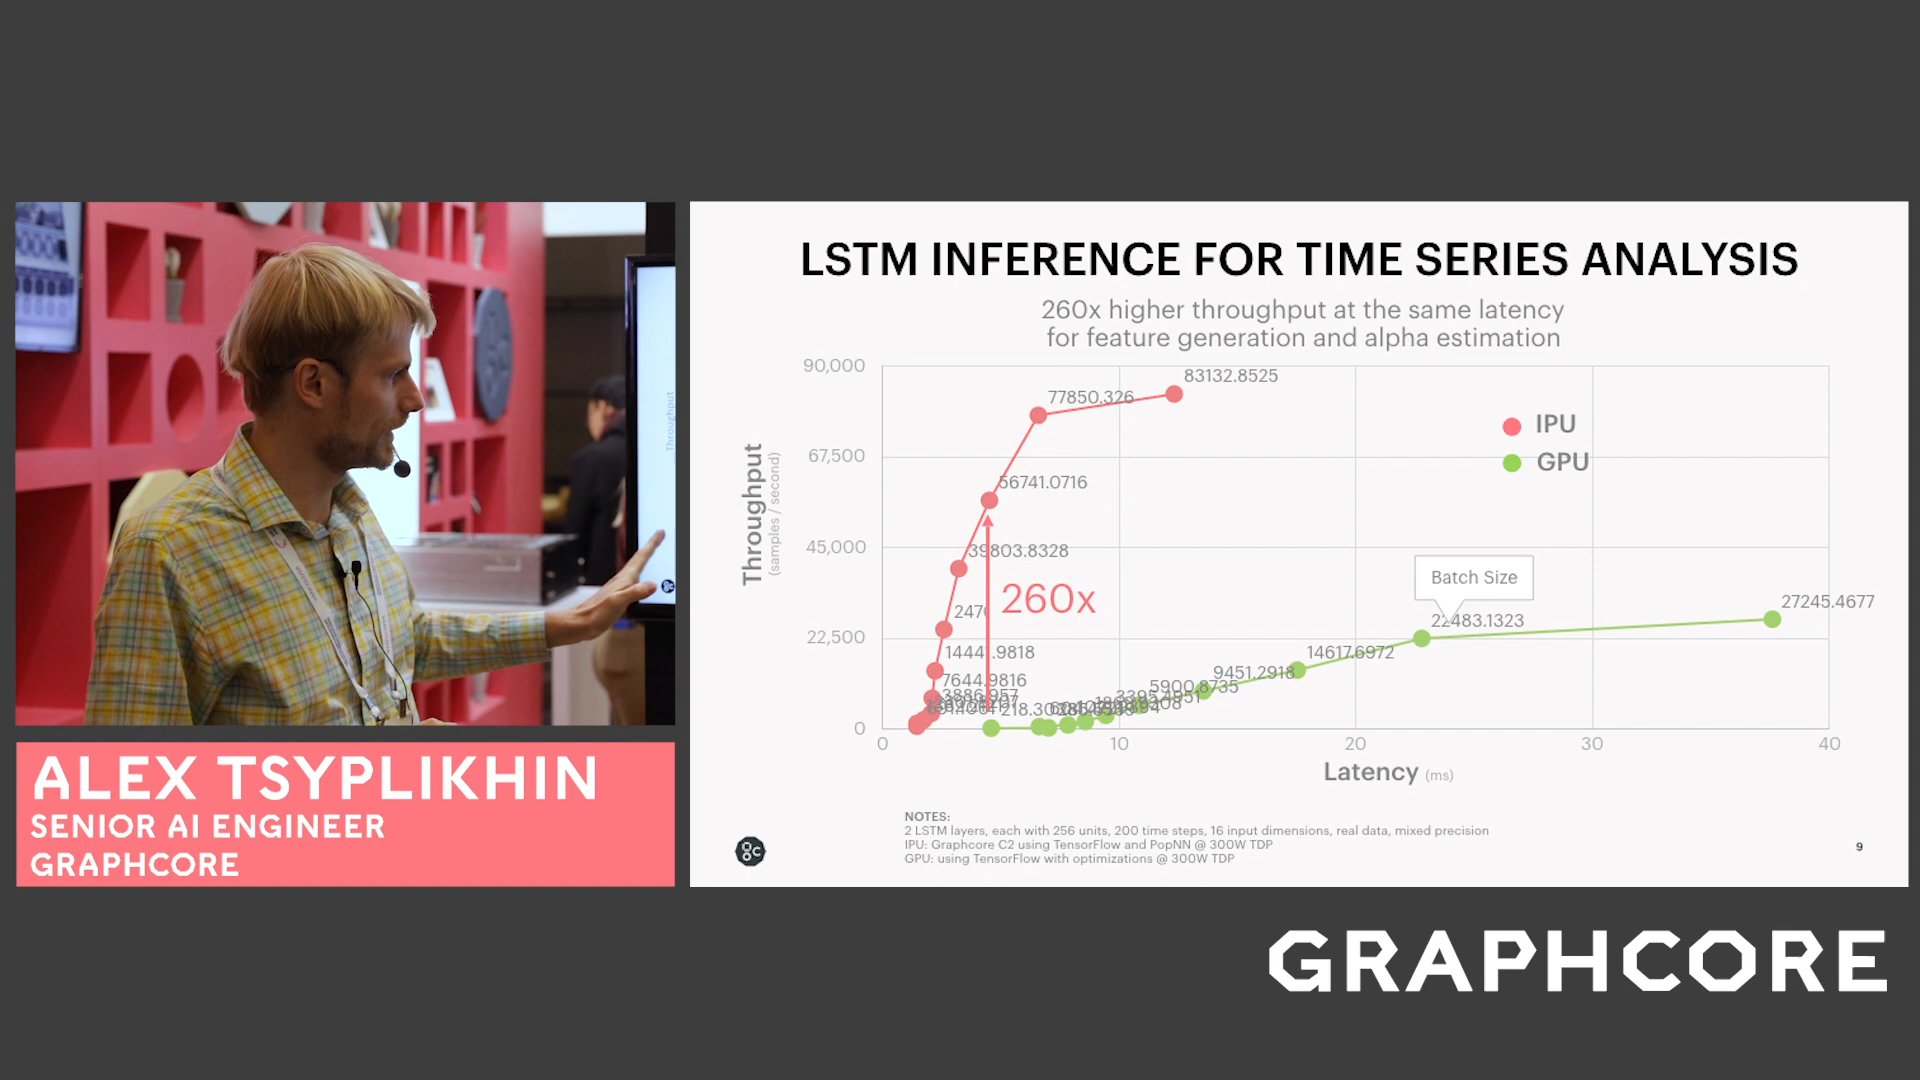 LSTM INFERENCE FOR TIME SERIES ANALYSIS
260x higher throughput at the same latency
for feature generation and alpha estimation
90,000
67,500
45,000
22,500
0
Throughput
(samples / second)
83132.8525
77850.326
56741.0716
39803.8328
260x
7644.9816
3886.957
IPU
GPU
Batch Size
27245.4677
22483.1323
14617.6972
9451.2918
5900.8735
0
10
20
30
40
Latency (ms)
NOTES:
2 LSTM layers, each with 256 units, 200 time steps, 16 input dimensions, real data, mixed precision
IPU: Graphcore C2 using TensorFlow and PopNN @ 300W TDP
GPU: using TensorFlow with optimizations @ 300W TDP
9
Throughput
ALEX TSYPLIKHIN
SENIOR AI ENGINEER
GRAPHCORE
GRAPHCORE